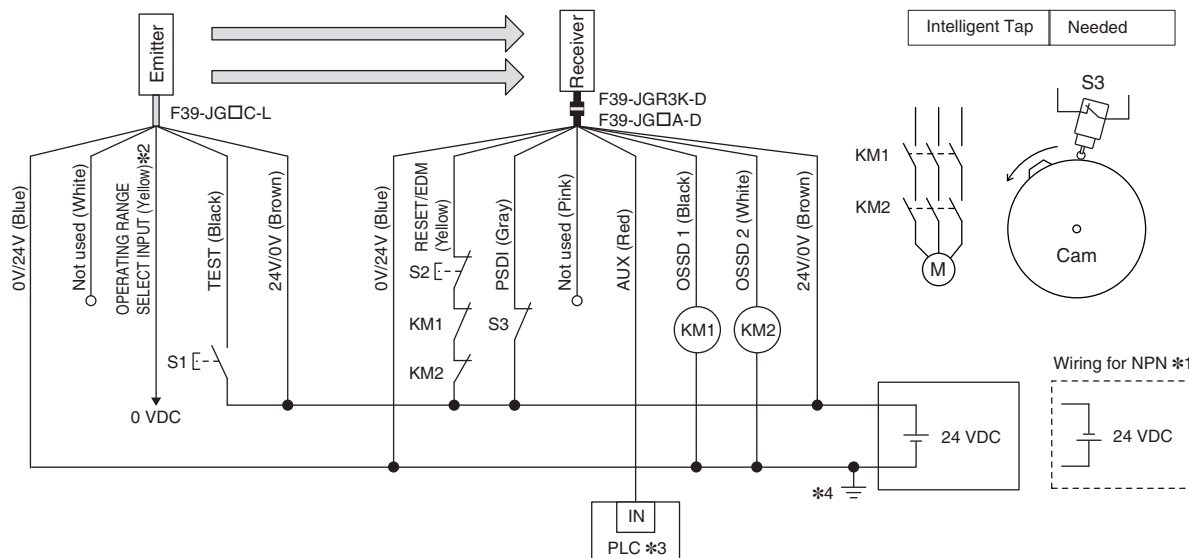 Emitter
Receiver
Intelligent Tap
Needed
F39-JG□C-L
F39-JGR3K-D
F39-JG□A-D
S3
KM1
KM2
M
Cam
0V/24V (Blue)
Not used (White)
OPERATING RANGE
SELECT INPUT (Yellow)*2
TEST (Black)
24V/0V (Brown)
0V/24V (Blue)
RESET/EDM
(Yellow)
PSDI (Gray)
Not used (Pink)
AUX (Red)
OSSD 1 (Black)
OSSD 2 (White)
24V/0V (Brown)
S2
KM1
S3
KM2
KM1
KM2
S1
0 VDC
24 VDC
Wiring for NPN *1
24 VDC
*4
IN
PLC *3